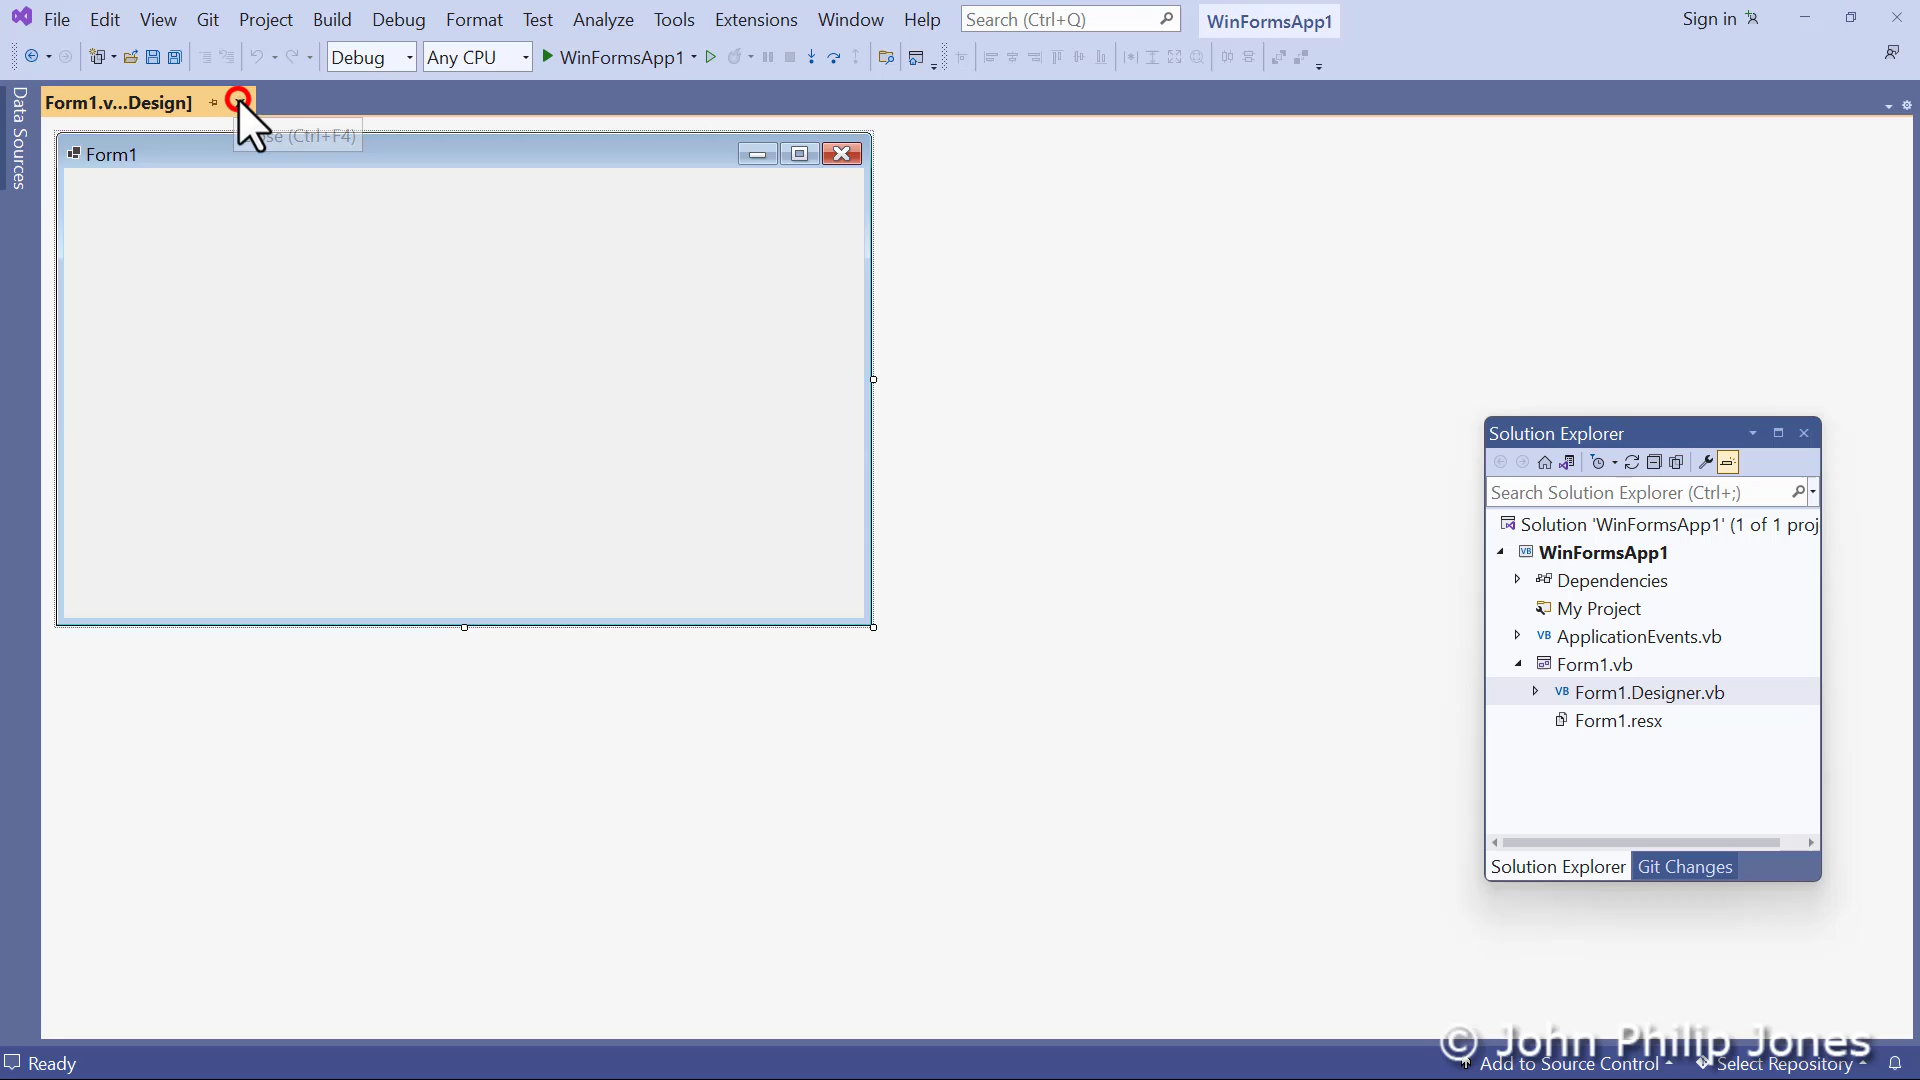 File Edit View Git Project Build Debug Format Test Analyze Tools Extensions Window Help Search (Ctrl+Q) WinFormsApp1 Sign in
Debug Any CPU WinFormsApp1
Form1.v...Design]
(Ctrl+F4)
Data Sources
Form1
Solution Explorer
Search Solution Explorer (Ctrl+;)
Solution 'WinFormsApp1' (1 of 1 proj
VB WinFormsApp1
Dependencies
My Project
VB ApplicationEvents.vb
Form1.vb
VB Form1.Designer.vb
Form1.resx
Solution Explorer Git Changes
© John Philip Jones
Ready Add to Source Control Select Repository